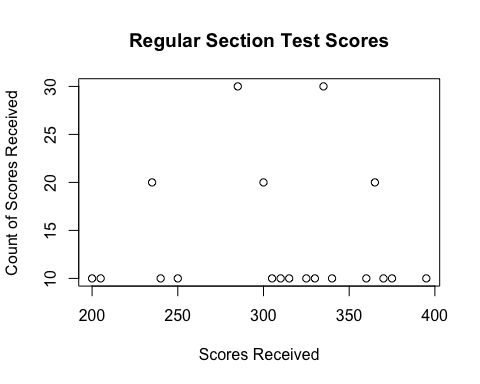 Regular Section Test Scores
Count of Scores Received
30
25
20
15
10
200 250 300 350 400
Scores Received